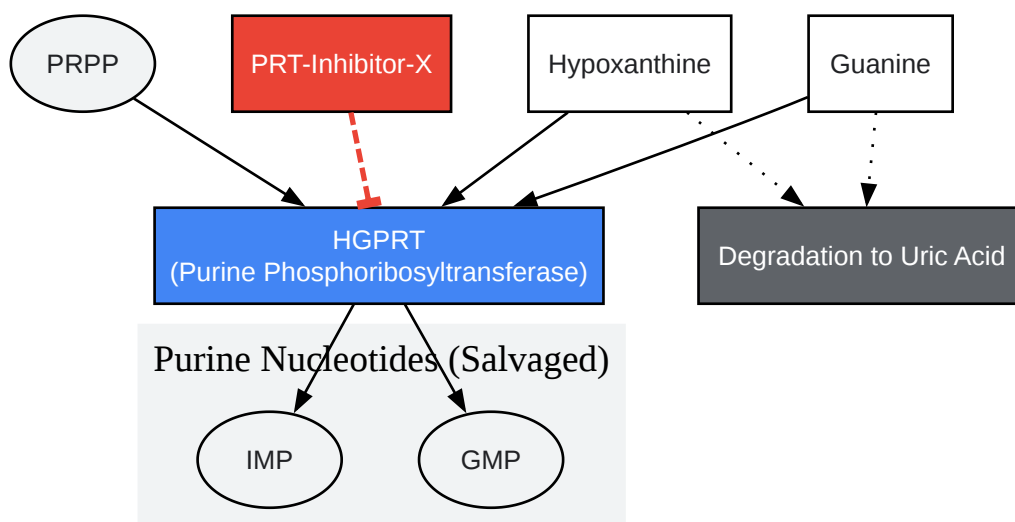 PRPP
PRT-Inhibitor-X
Hypoxanthine
Guanine
HGPRT
(Purine Phosphoribosyltransferase)
Degradation to Uric Acid
Purine Nucleotides (Salvaged)
IMP
GMP